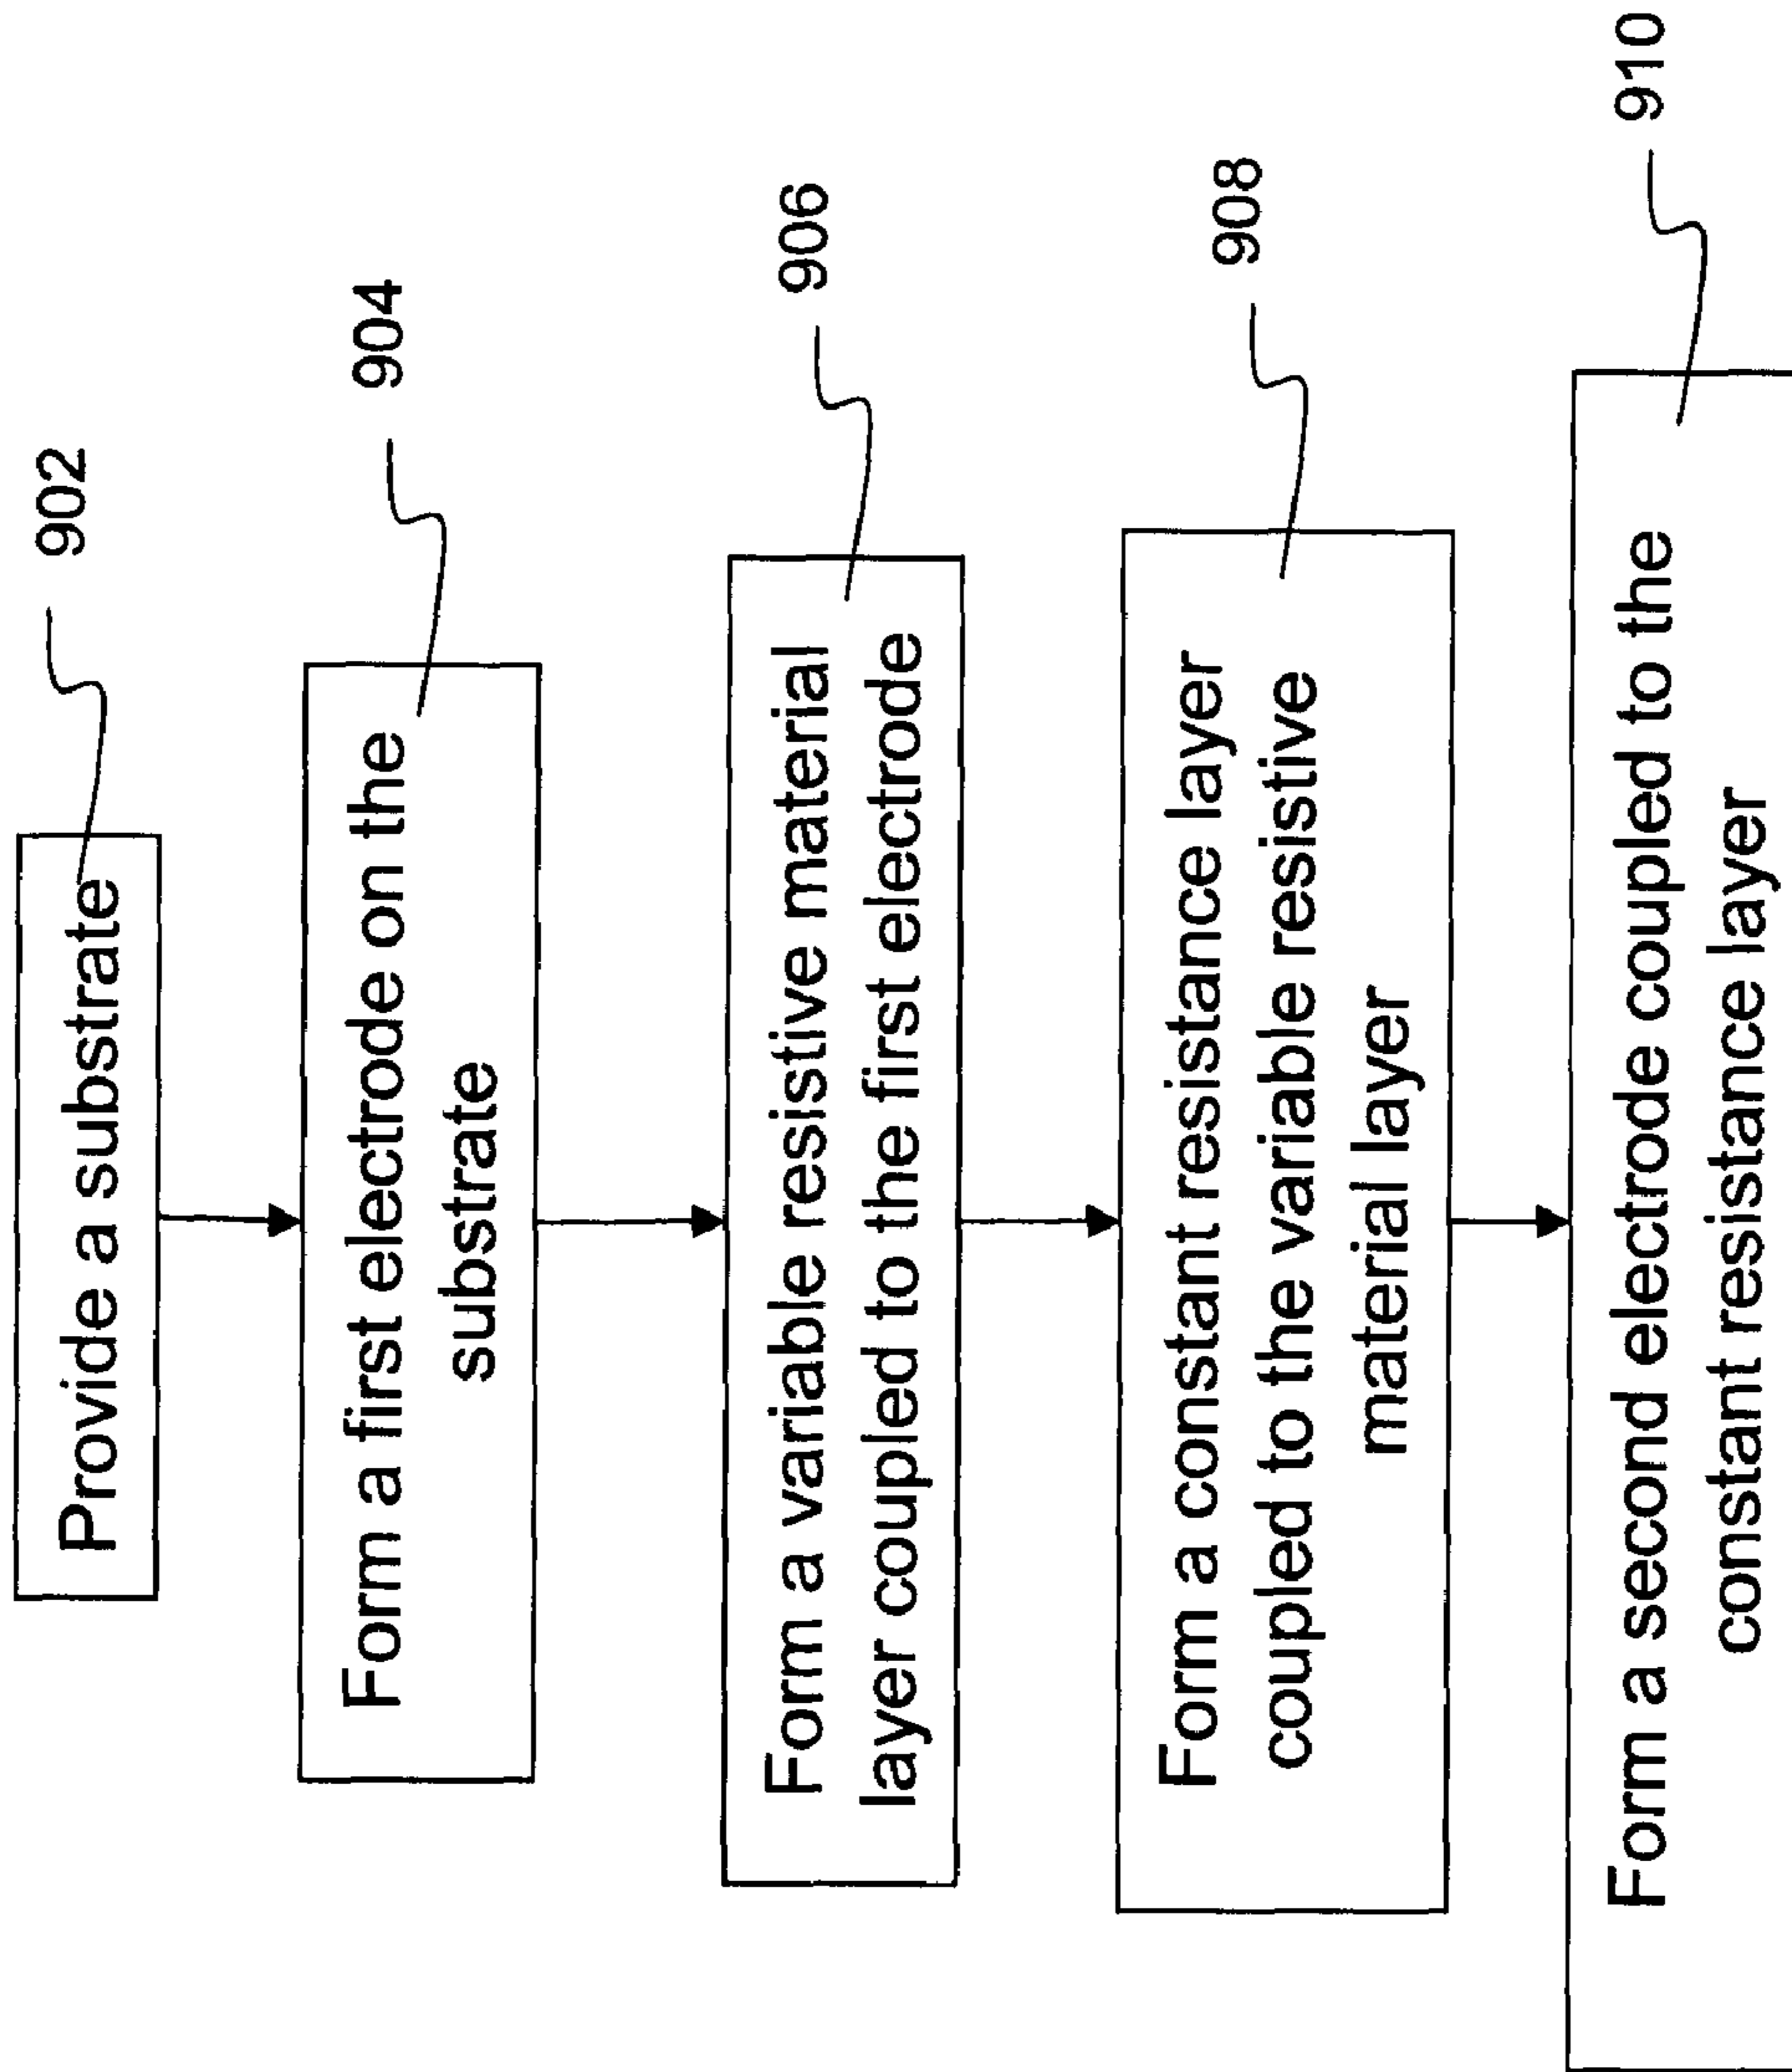 Provide a substrate
902
Form a first electrode on the
substrate
904
Form a variable resistive material
layer coupled to the first electrode
906
Form a constant resistance layer
coupled to the variable resistive
material layer
908
Form a second electrode coupled to the
constant resistance layer
910